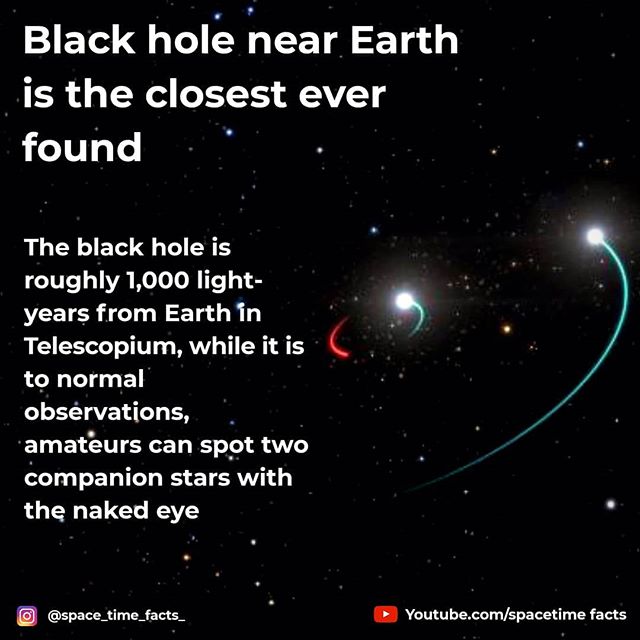 Black hole near Earth
is the closest ever
found
The black hole is
roughly 1,000 light-
years from Earth in
Telescopium, while it is
to normal
observations,
amateurs can spot two
companion stars with
the naked eye
@space_time_facts_
Youtube.com/spacetime facts